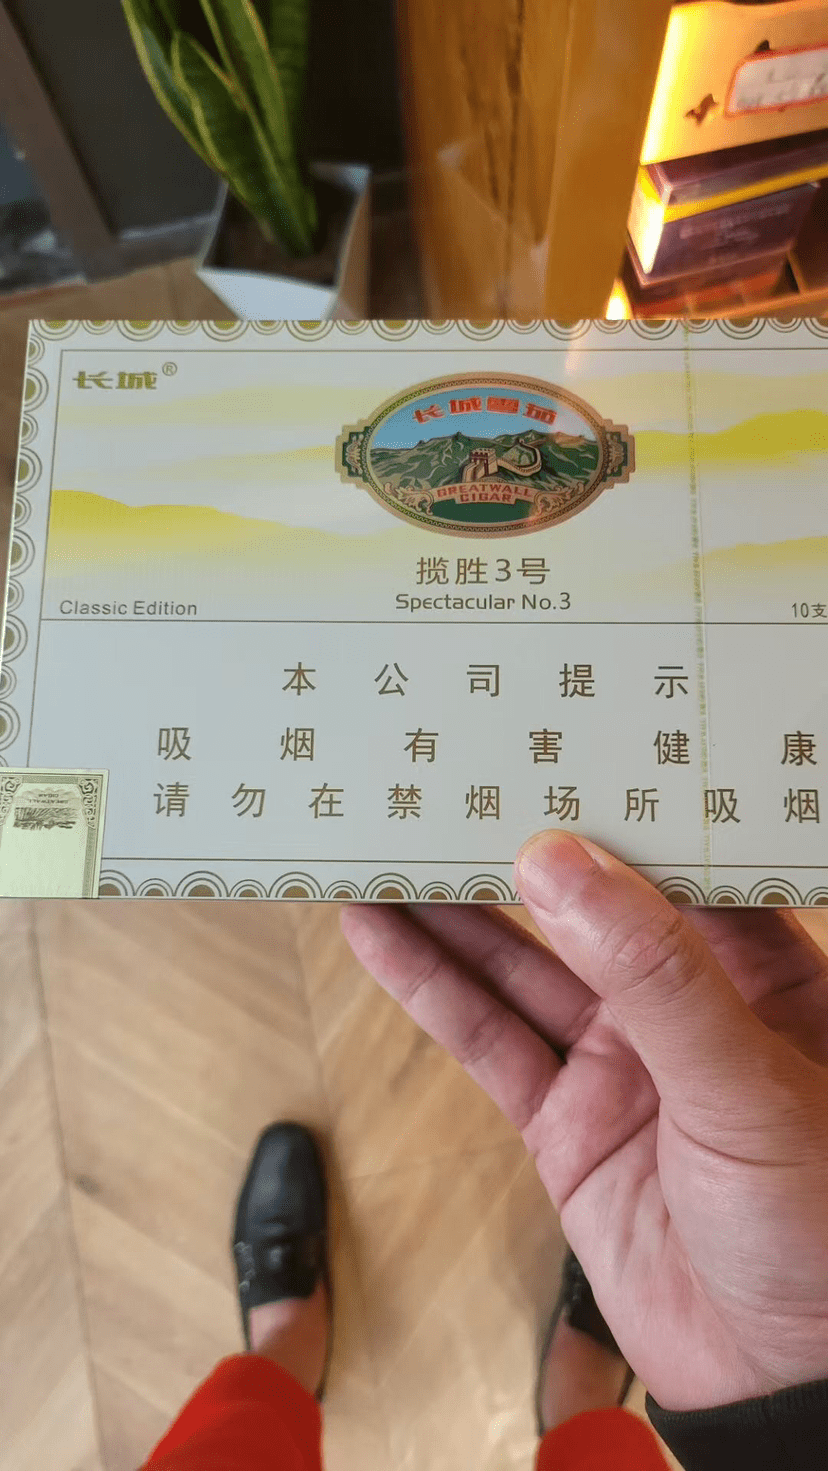 长城®
长城雪茄
GREATWALL
CIGAR
揽胜3号
Classic Edition
Spectacular No.3
10支
本公司提示
吸烟有害健康
请勿在禁烟场所吸烟